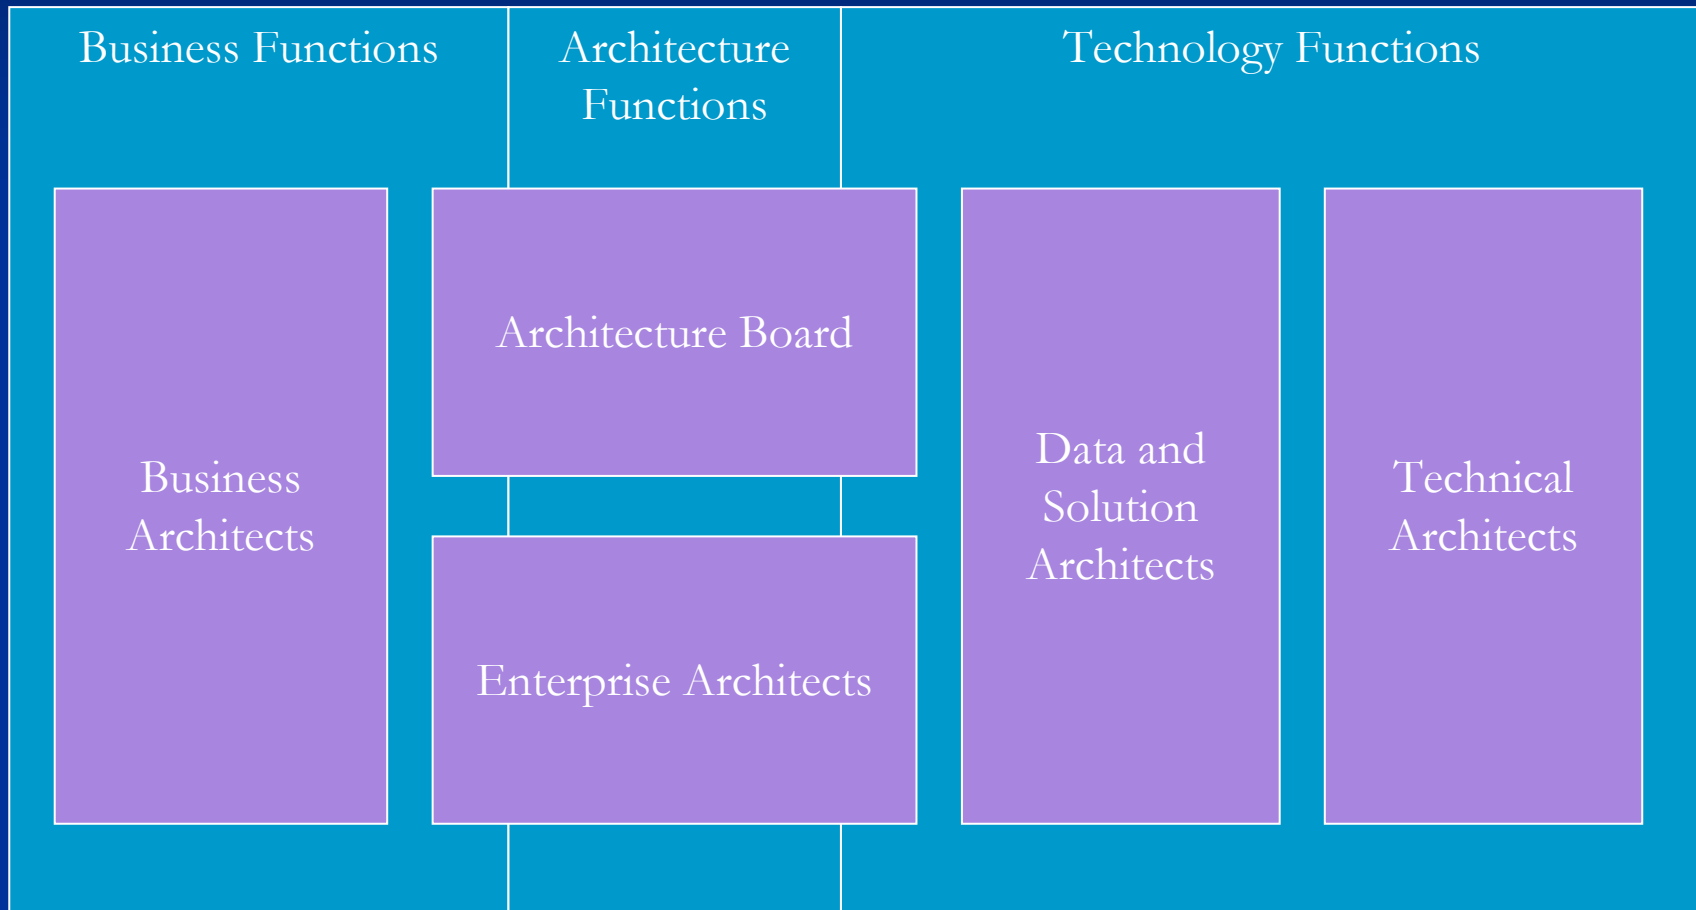 Business Functions
Architecture
Functions
Technology Functions
Business
Architects
Architecture Board
Enterprise Architects
Data and
Solution
Architects
Technical
Architects